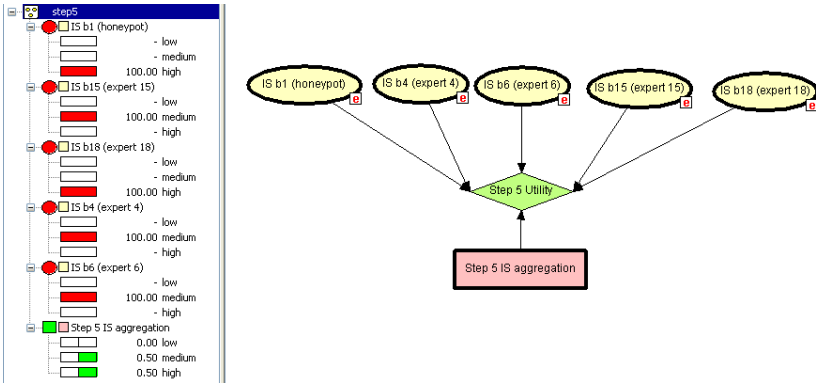 step5
IS b1 (honeypot)
- low
- medium
100.00 high
IS b15 (expert 15)
- low
100.00 medium
- high
IS b18 (expert 18)
- low
- medium
100.00 high
IS b4 (expert 4)
- low
100.00 medium
- high
IS b6 (expert 6)
- low
100.00 medium
- high
Step 5 IS aggregation
0.00 low
0.50 medium
0.50 high
IS b1 (honeypot)
e
IS b4 (expert 4)
e
IS b6 (expert 6)
e
IS b15 (expert 15)
e
IS b18 (expert 18)
e
Step 5 Utility
Step 5 IS aggregation